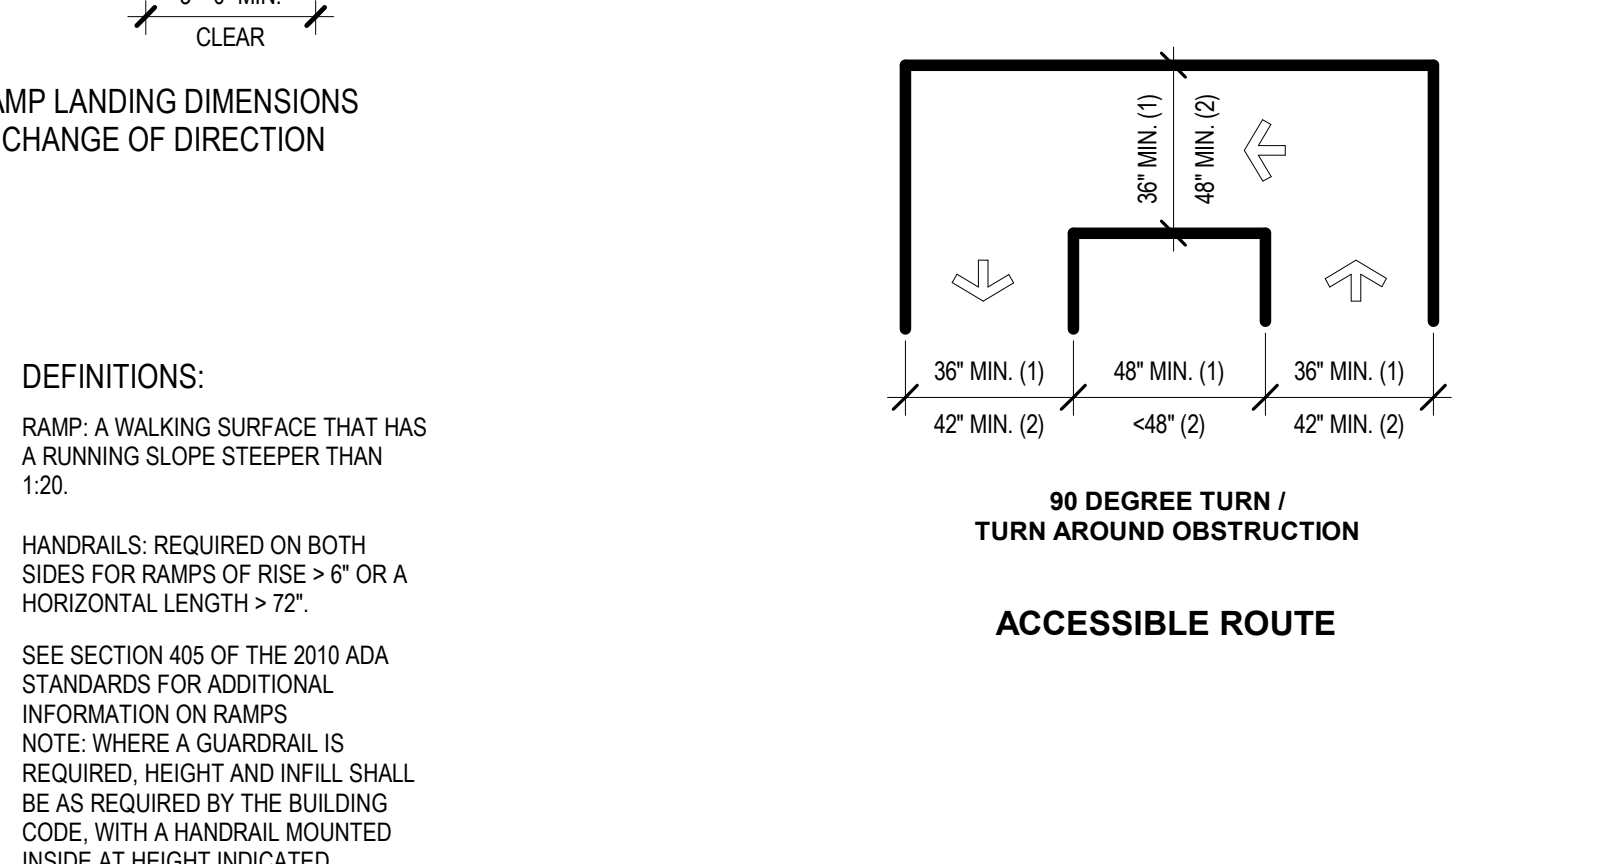 CLEAR
LANDING DIMENSIONS
CHANGE OF DIRECTION
DEFINITIONS:
RAMP: A WALKING SURFACE THAT HAS
A RUNNING SLOPE STEEPER THAN
1:20.
HANDRAILS: REQUIRED ON BOTH
SIDES FOR RAMPS OF RISE > 6" OR A
HORIZONTAL LENGTH > 72".
SEE SECTION 405 OF THE 2010 ADA
STANDARDS FOR ADDITIONAL
INFORMATION ON RAMPS
NOTE: WHERE A GUARDRAIL IS
REQUIRED, HEIGHT AND INFILL SHALL
BE AS REQUIRED BY THE BUILDING
CODE, WITH A HANDRAIL MOUNTED
INSIDE AT HEIGHT INDICATED
36" MIN. (1)
48" MIN. (2)
36" MIN. (1) 48" MIN. (1) 36" MIN. (1)
42" MIN. (2) <48" (2) 42" MIN. (2)
90 DEGREE TURN /
TURN AROUND OBSTRUCTION
ACCESSIBLE ROUTE